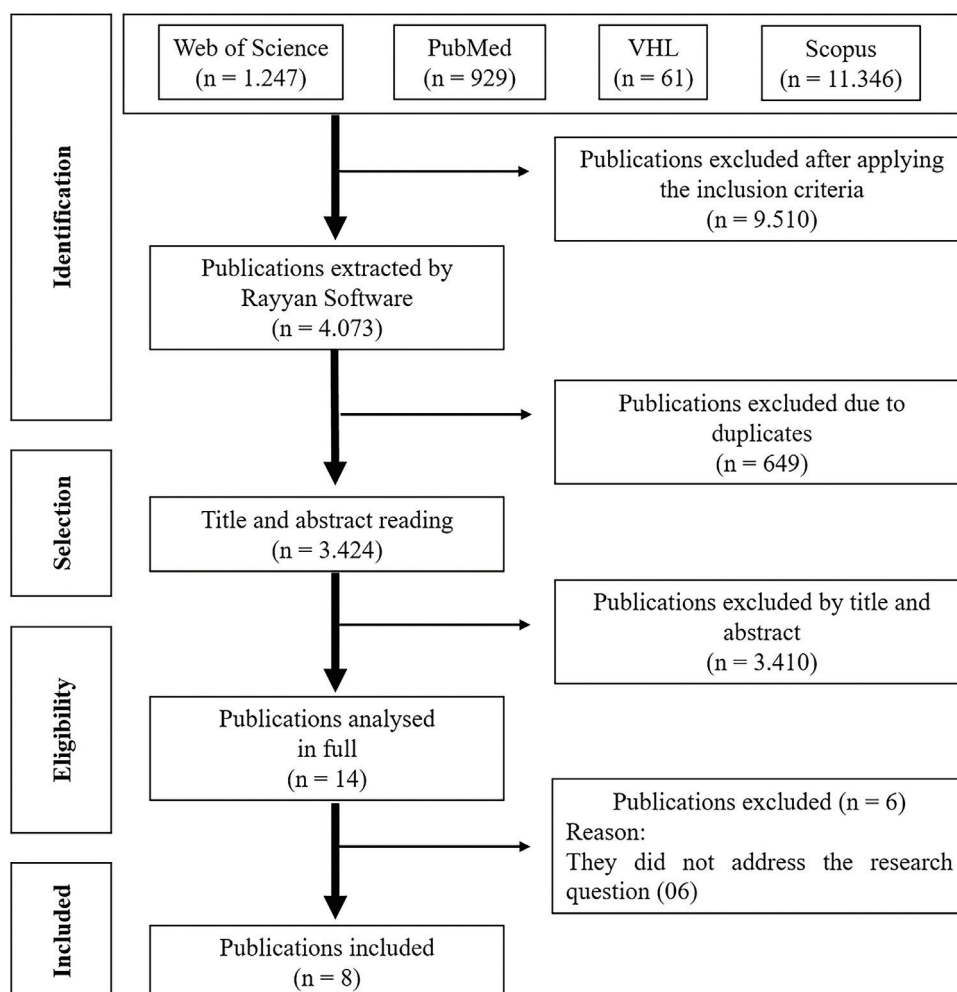 Identification
Web of Science
(n = 1.247)
PubMed
(n = 929)
VHL
(n = 61)
Scopus
(n = 11.346)
Publications excluded after applying
the inclusion criteria
(n = 9.510)
Publications extracted by
Rayyan Software
(n = 4.073)
Publications excluded due to
duplicates
(n = 649)
Selection
Title and abstract reading
(n = 3.424)
Publications excluded by title and
abstract
(n = 3.410)
Eligibility
Publications analysed
in full
(n = 14)
Publications excluded (n = 6)
Reason:
They did not address the research
question (06)
Included
Publications included
(n = 8)